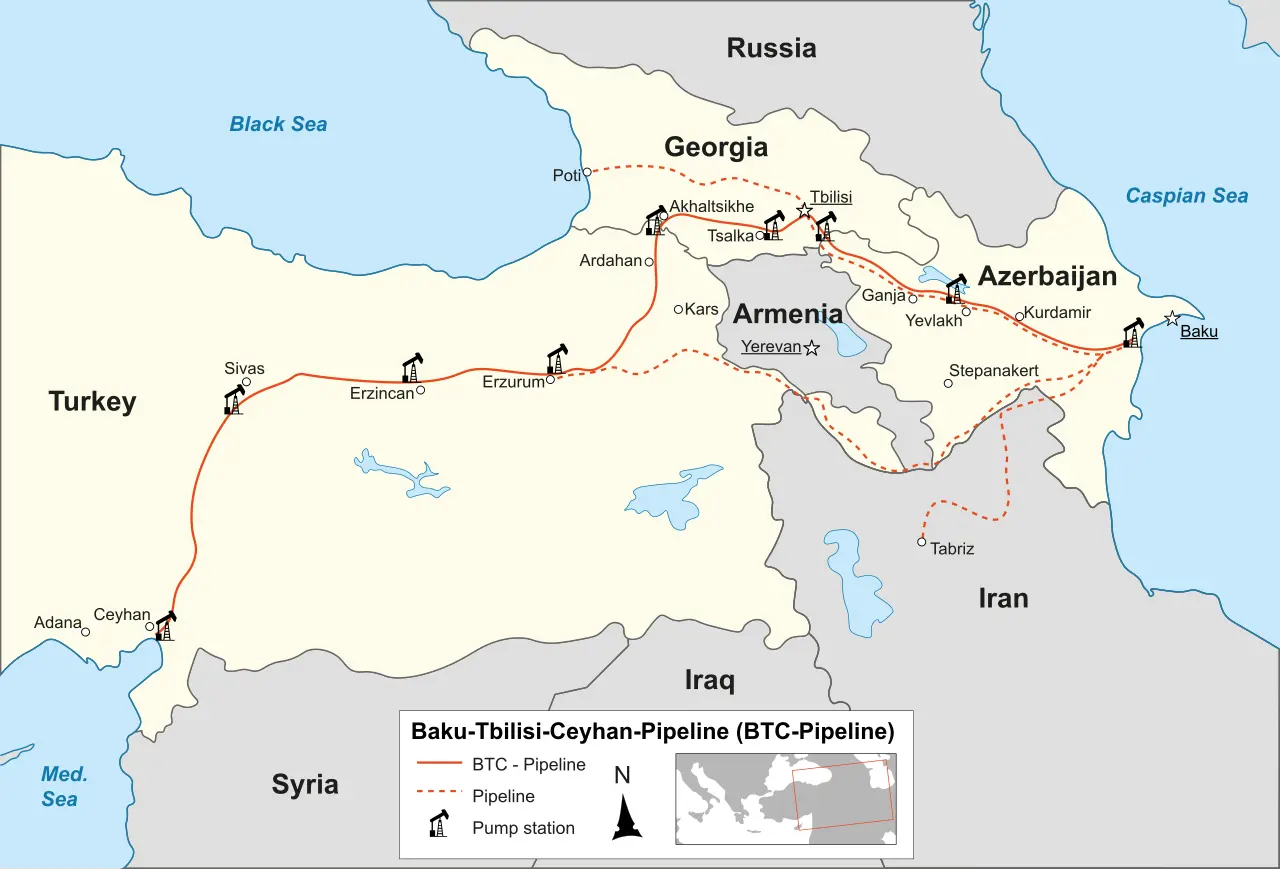 Russia
Black Sea
Georgia
Poti
Caspian Sea
Tbilisi
Akhaltsikhe
Tsalka
Ardahan
Azerbaijan
Ganja
Kars
Armenia
Yevlakh
Kurdamir
Baku
Yerevan
Sivas
Stepanakert
Erzurum
Erzincan
Turkey
Tabriz
Iran
Ceyhan
Adana
Iraq
Syria
Med.
Sea
Baku-Tbilisi-Ceyhan-Pipeline (BTC-Pipeline)
BTC - Pipeline
Pipeline
Pump station
N